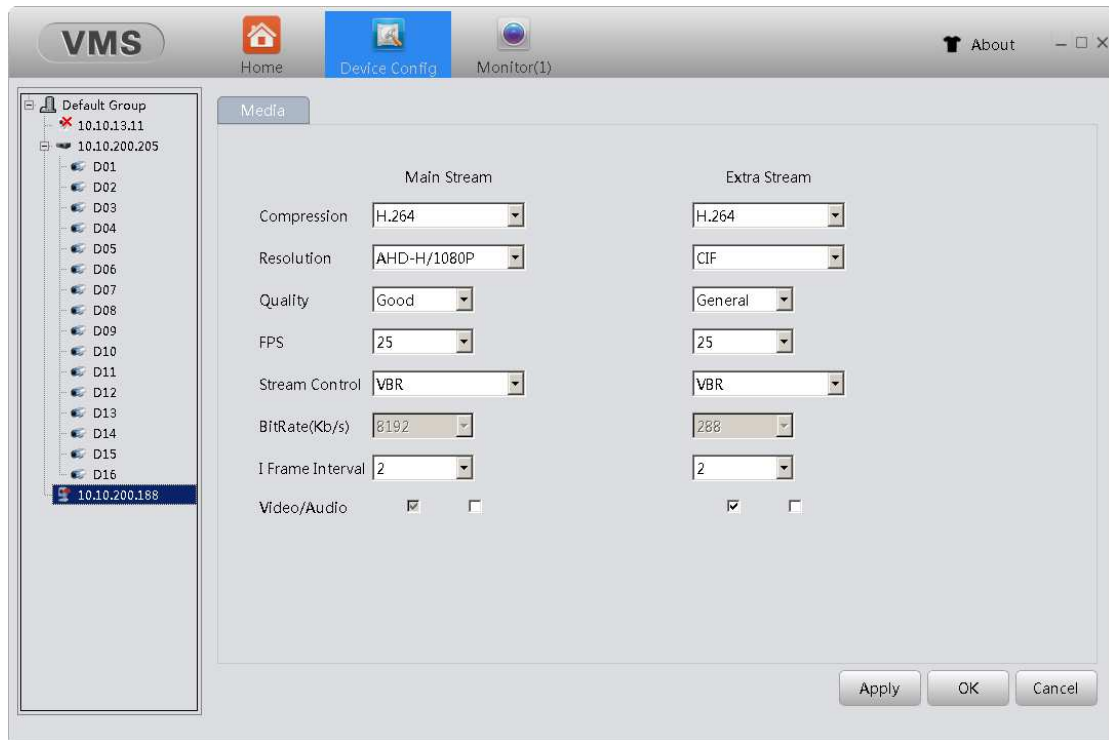 VMS
Home
Device Config
Monitor(1)
About
Default Group
10.10.13.11
10.10.200.205
D01
D02
D03
D04
D05
D06
D07
D08
D09
D10
D11
D12
D13
D14
D15
D16
10.10.200.188
Media
Main Stream Extra Stream
Compression H.264 H.264
Resolution AHD-H/1080P CIF
Quality Good General
FPS 25 25
Stream Control VBR VBR
BitRate(Kb/s) 8192 288
I Frame Interval 2 2
Video/Audio
Apply OK Cancel